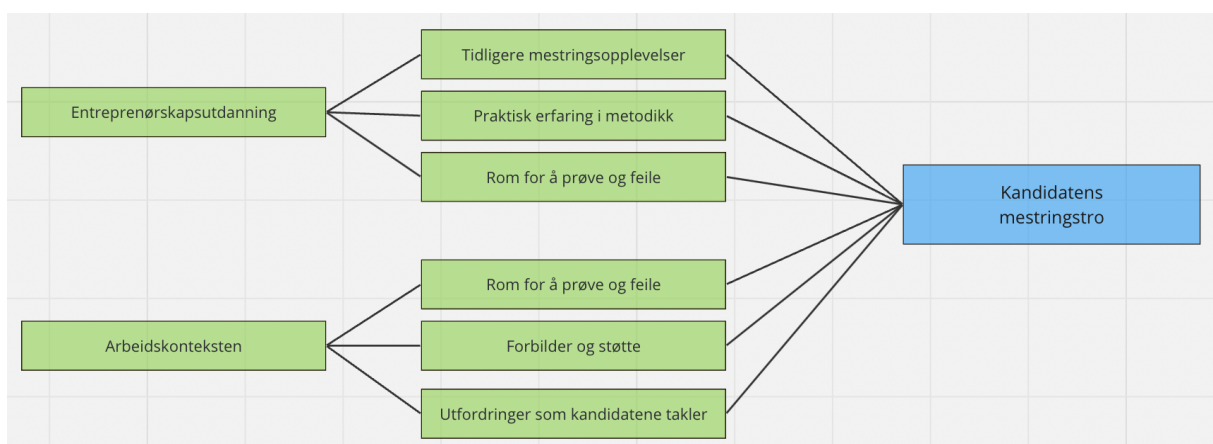 Entreprenørskapsutdanning
Tidligere mestringsopplevelser
Praktisk erfaring i metodikk
Rom for å prøve og feile
Arbeidskonteksten
Rom for å prøve og feile
Forbilder og støtte
Utfordringer som kandidatene takler
Kandidatens
mestringstro